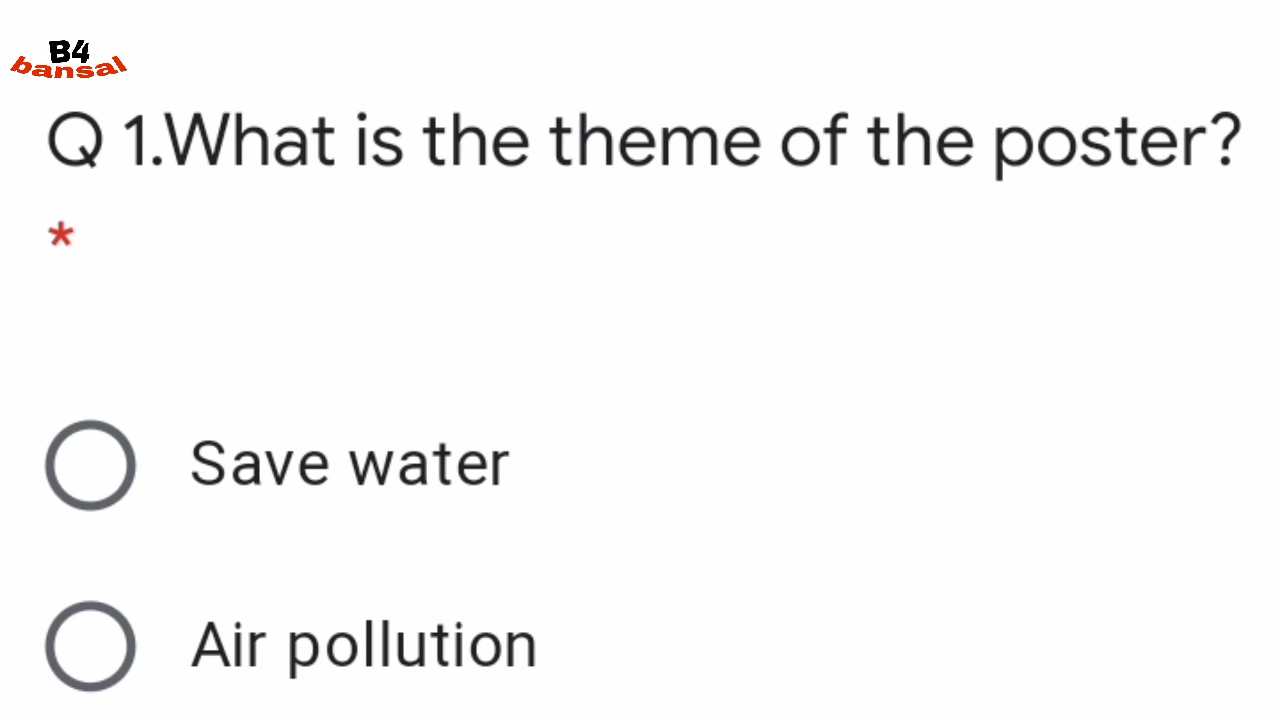 B4
bansal
Q 1.What is the theme of the poster?
*
Save water
Air pollution